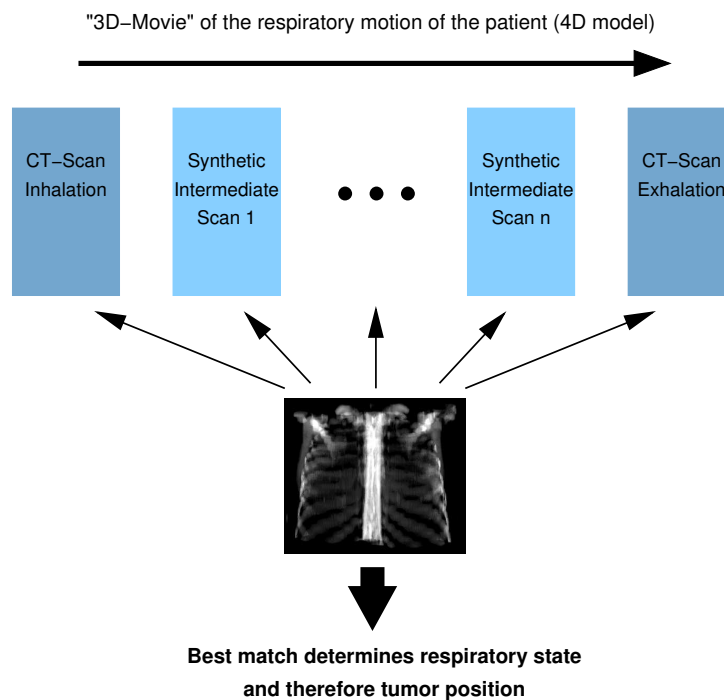 "3D–Movie" of the respiratory motion of the patient (4D model)
CT–Scan
Inhalation
Synthetic
Intermediate
Scan 1
Synthetic
Intermediate
Scan n
CT–Scan
Exhalation
Best match determines respiratory state
and therefore tumor position